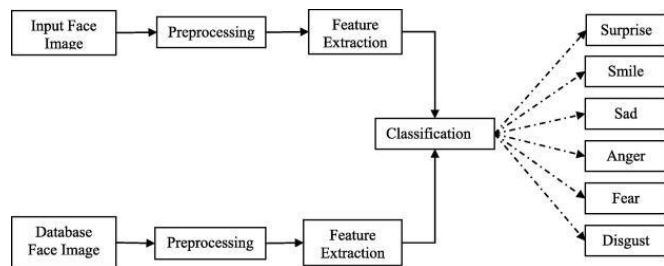 Input Face
Image
Preprocessing
Feature
Extraction
Classification
Surprise
Smile
Sad
Anger
Fear
Disgust
Database
Face Image
Preprocessing
Feature
Extraction